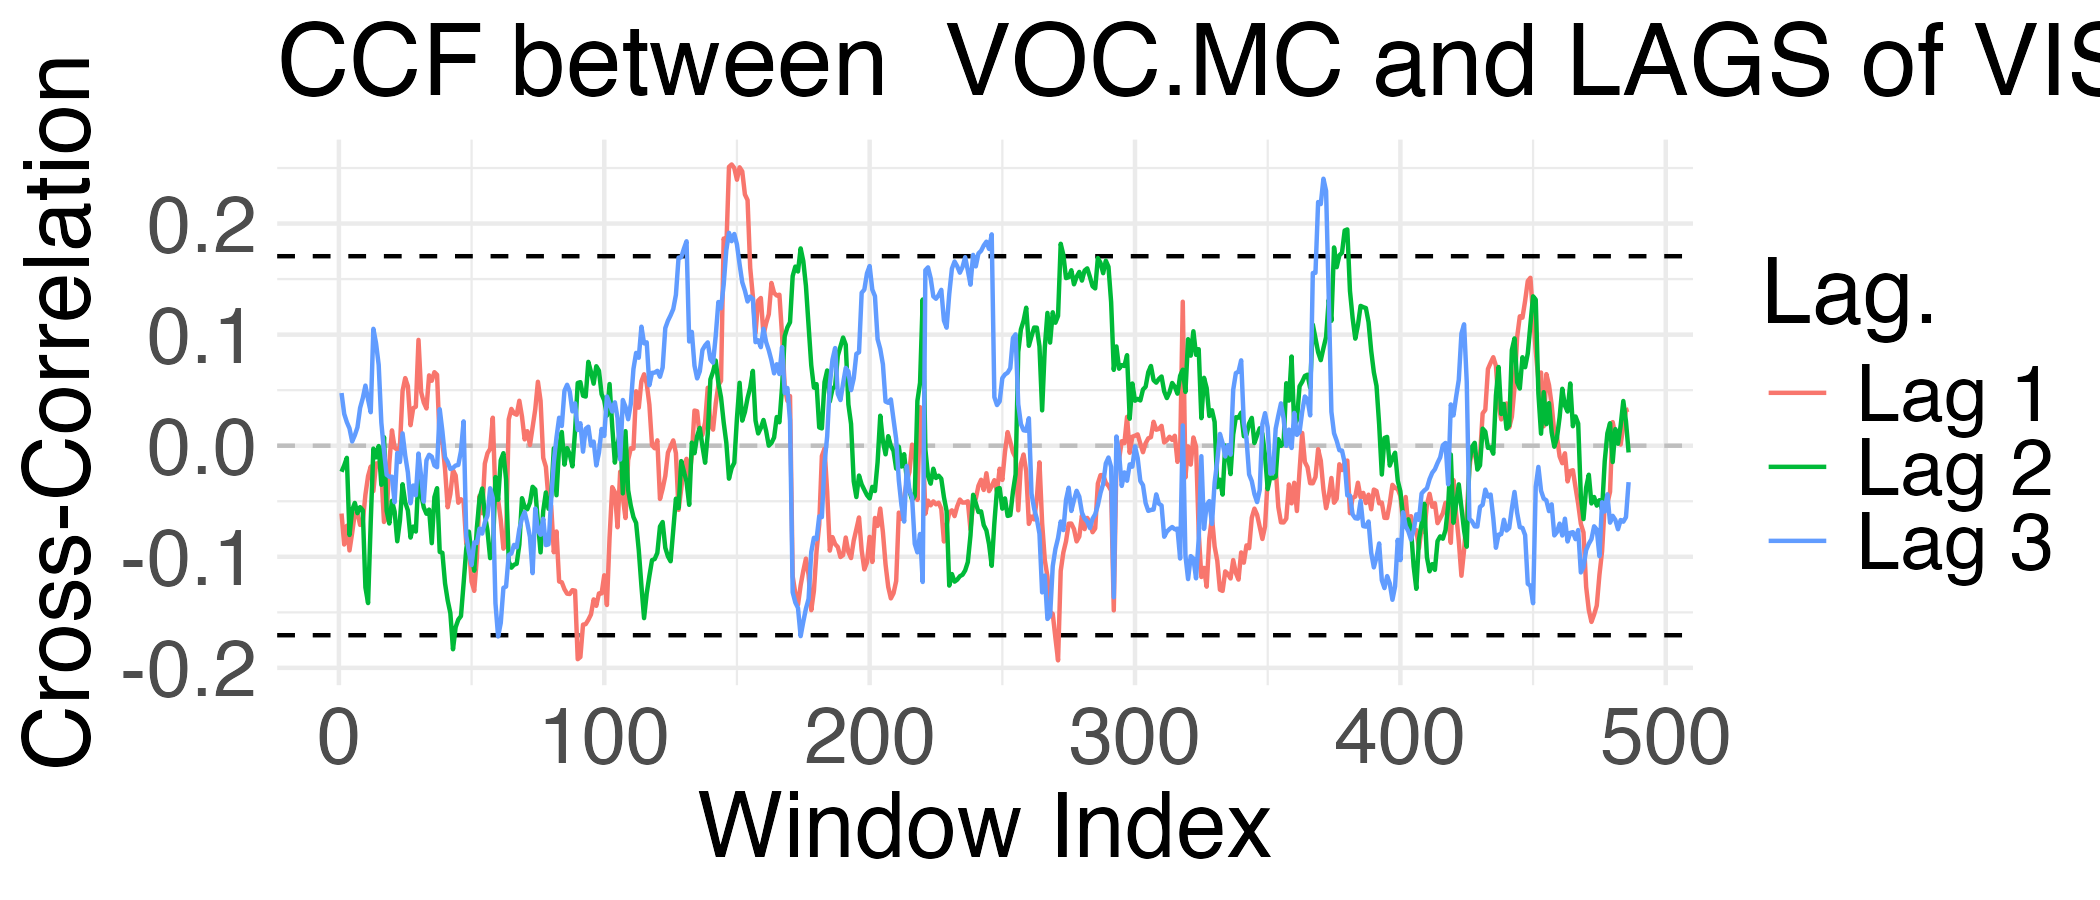 CCF between  VOC.MC and LAGS of VIS
Cross-Correlation
0.2
0.1
0.0
-0.1
-0.2
0 100 200 300 400 500
Window Index
Lag.
Lag 1
Lag 2
Lag 3